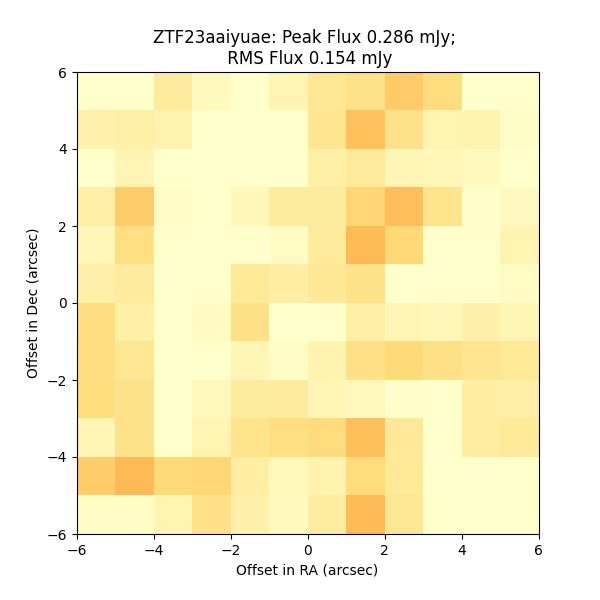 ZTF23aaiyuae: Peak Flux 0.286 mJy;
RMS Flux 0.154 mJy
6
4
2
0
−2
−4
−6
Offset in Dec (arcsec)
−6 −4 −2 0 2 4 6
Offset in RA (arcsec)